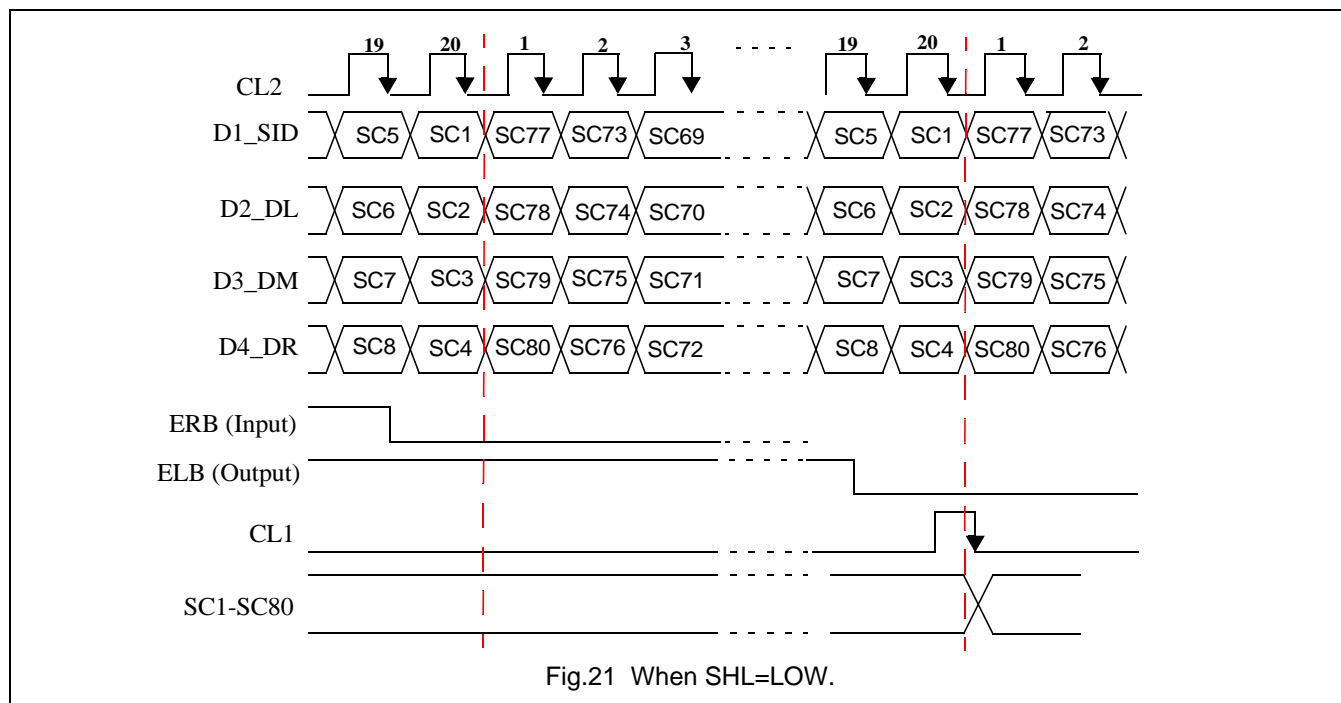 19 20 1 2 3 19 20 1 2
CL2
D1_SID SC5 SC1 SC77 SC73 SC69 SC5 SC1 SC77 SC73
D2_DL SC6 SC2 SC78 SC74 SC70 SC6 SC2 SC78 SC74
D3_DM SC7 SC3 SC79 SC75 SC71 SC7 SC3 SC79 SC75
D4_DR SC8 SC4 SC80 SC76 SC72 SC8 SC4 SC80 SC76
ERB (Input)
ELB (Output)
CL1
SC1-SC80
Fig.21 When SHL=LOW.